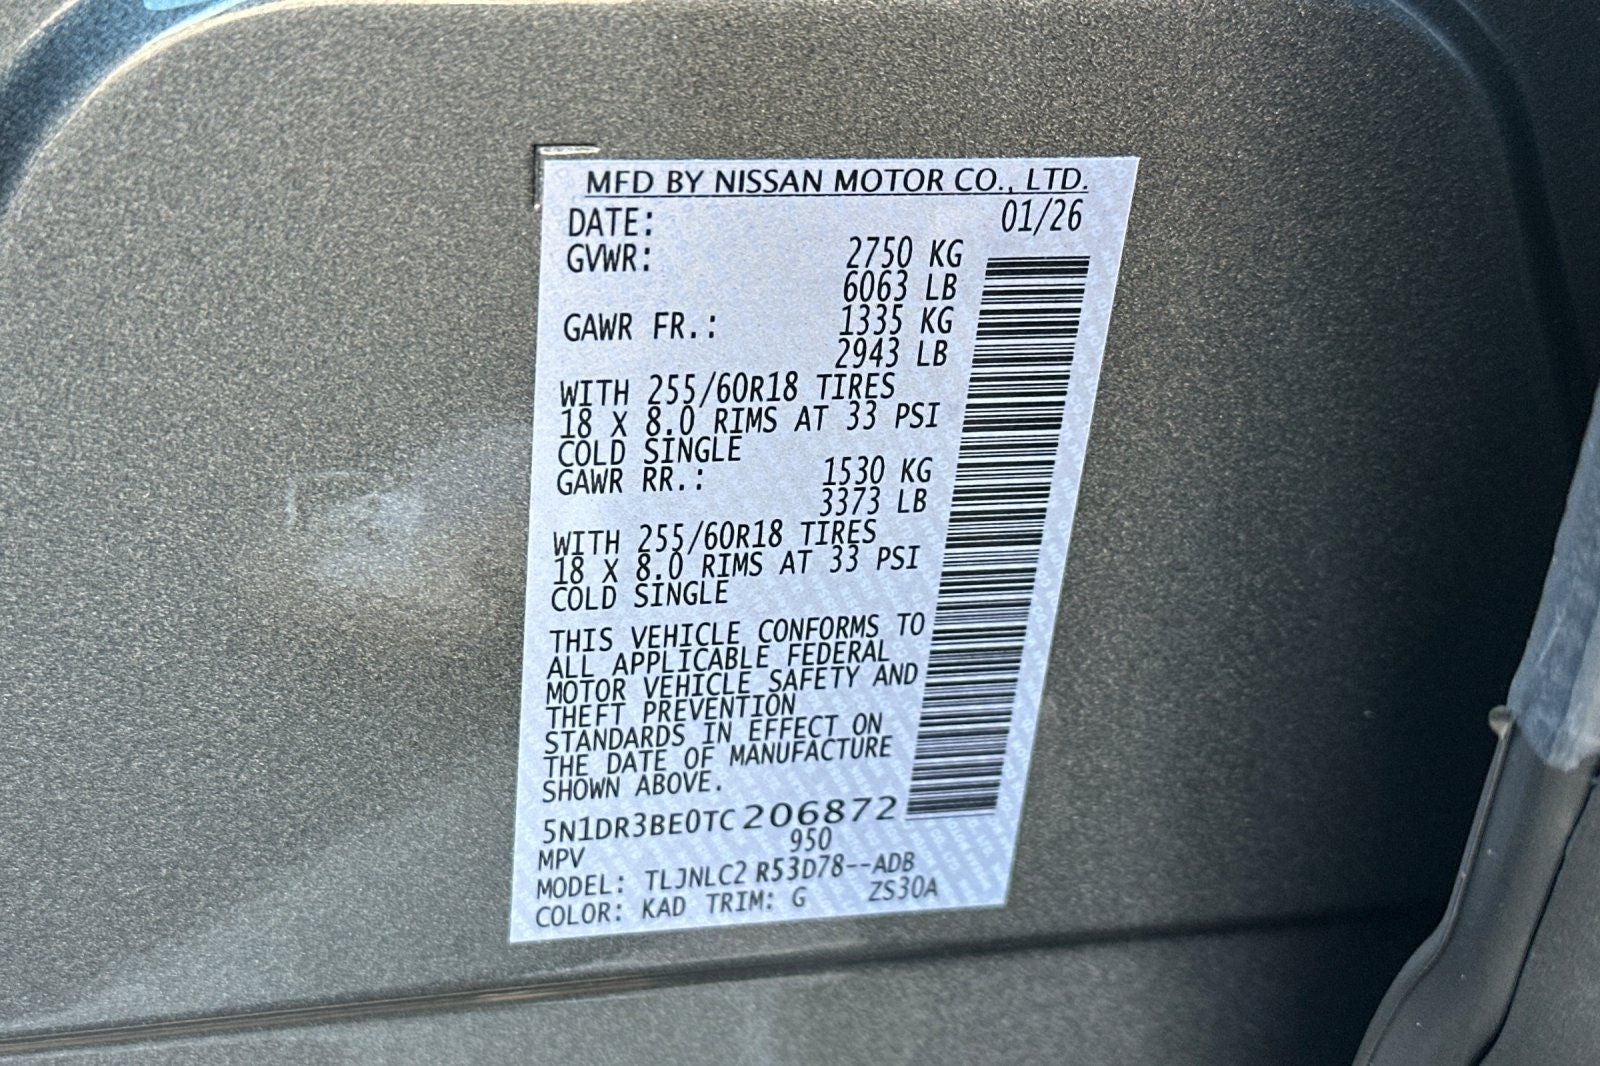 MFD BY NISSAN MOTOR CO., LTD.
DATE: 01/26
GVWR: 2750 KG
6063 LB
GAWR FR.: 1335 KG
2943 LB
WITH 255/60R18 TIRES
18 X 8.0 RIMS AT 33 PSI
COLD SINGLE
GAWR RR.: 1530 KG
3373 LB
WITH 255/60R18 TIRES
18 X 8.0 RIMS AT 33 PSI
COLD SINGLE
THIS VEHICLE CONFORMS TO
ALL APPLICABLE FEDERAL
MOTOR VEHICLE SAFETY AND
THEFT PREVENTION
STANDARDS IN EFFECT ON
THE DATE OF MANUFACTURE
SHOWN ABOVE.
5N1DR3BE0TC206872
MPV 950
MODEL: TLJNLC2 R53D78--ADB
COLOR: KAD TRIM: G ZS30A